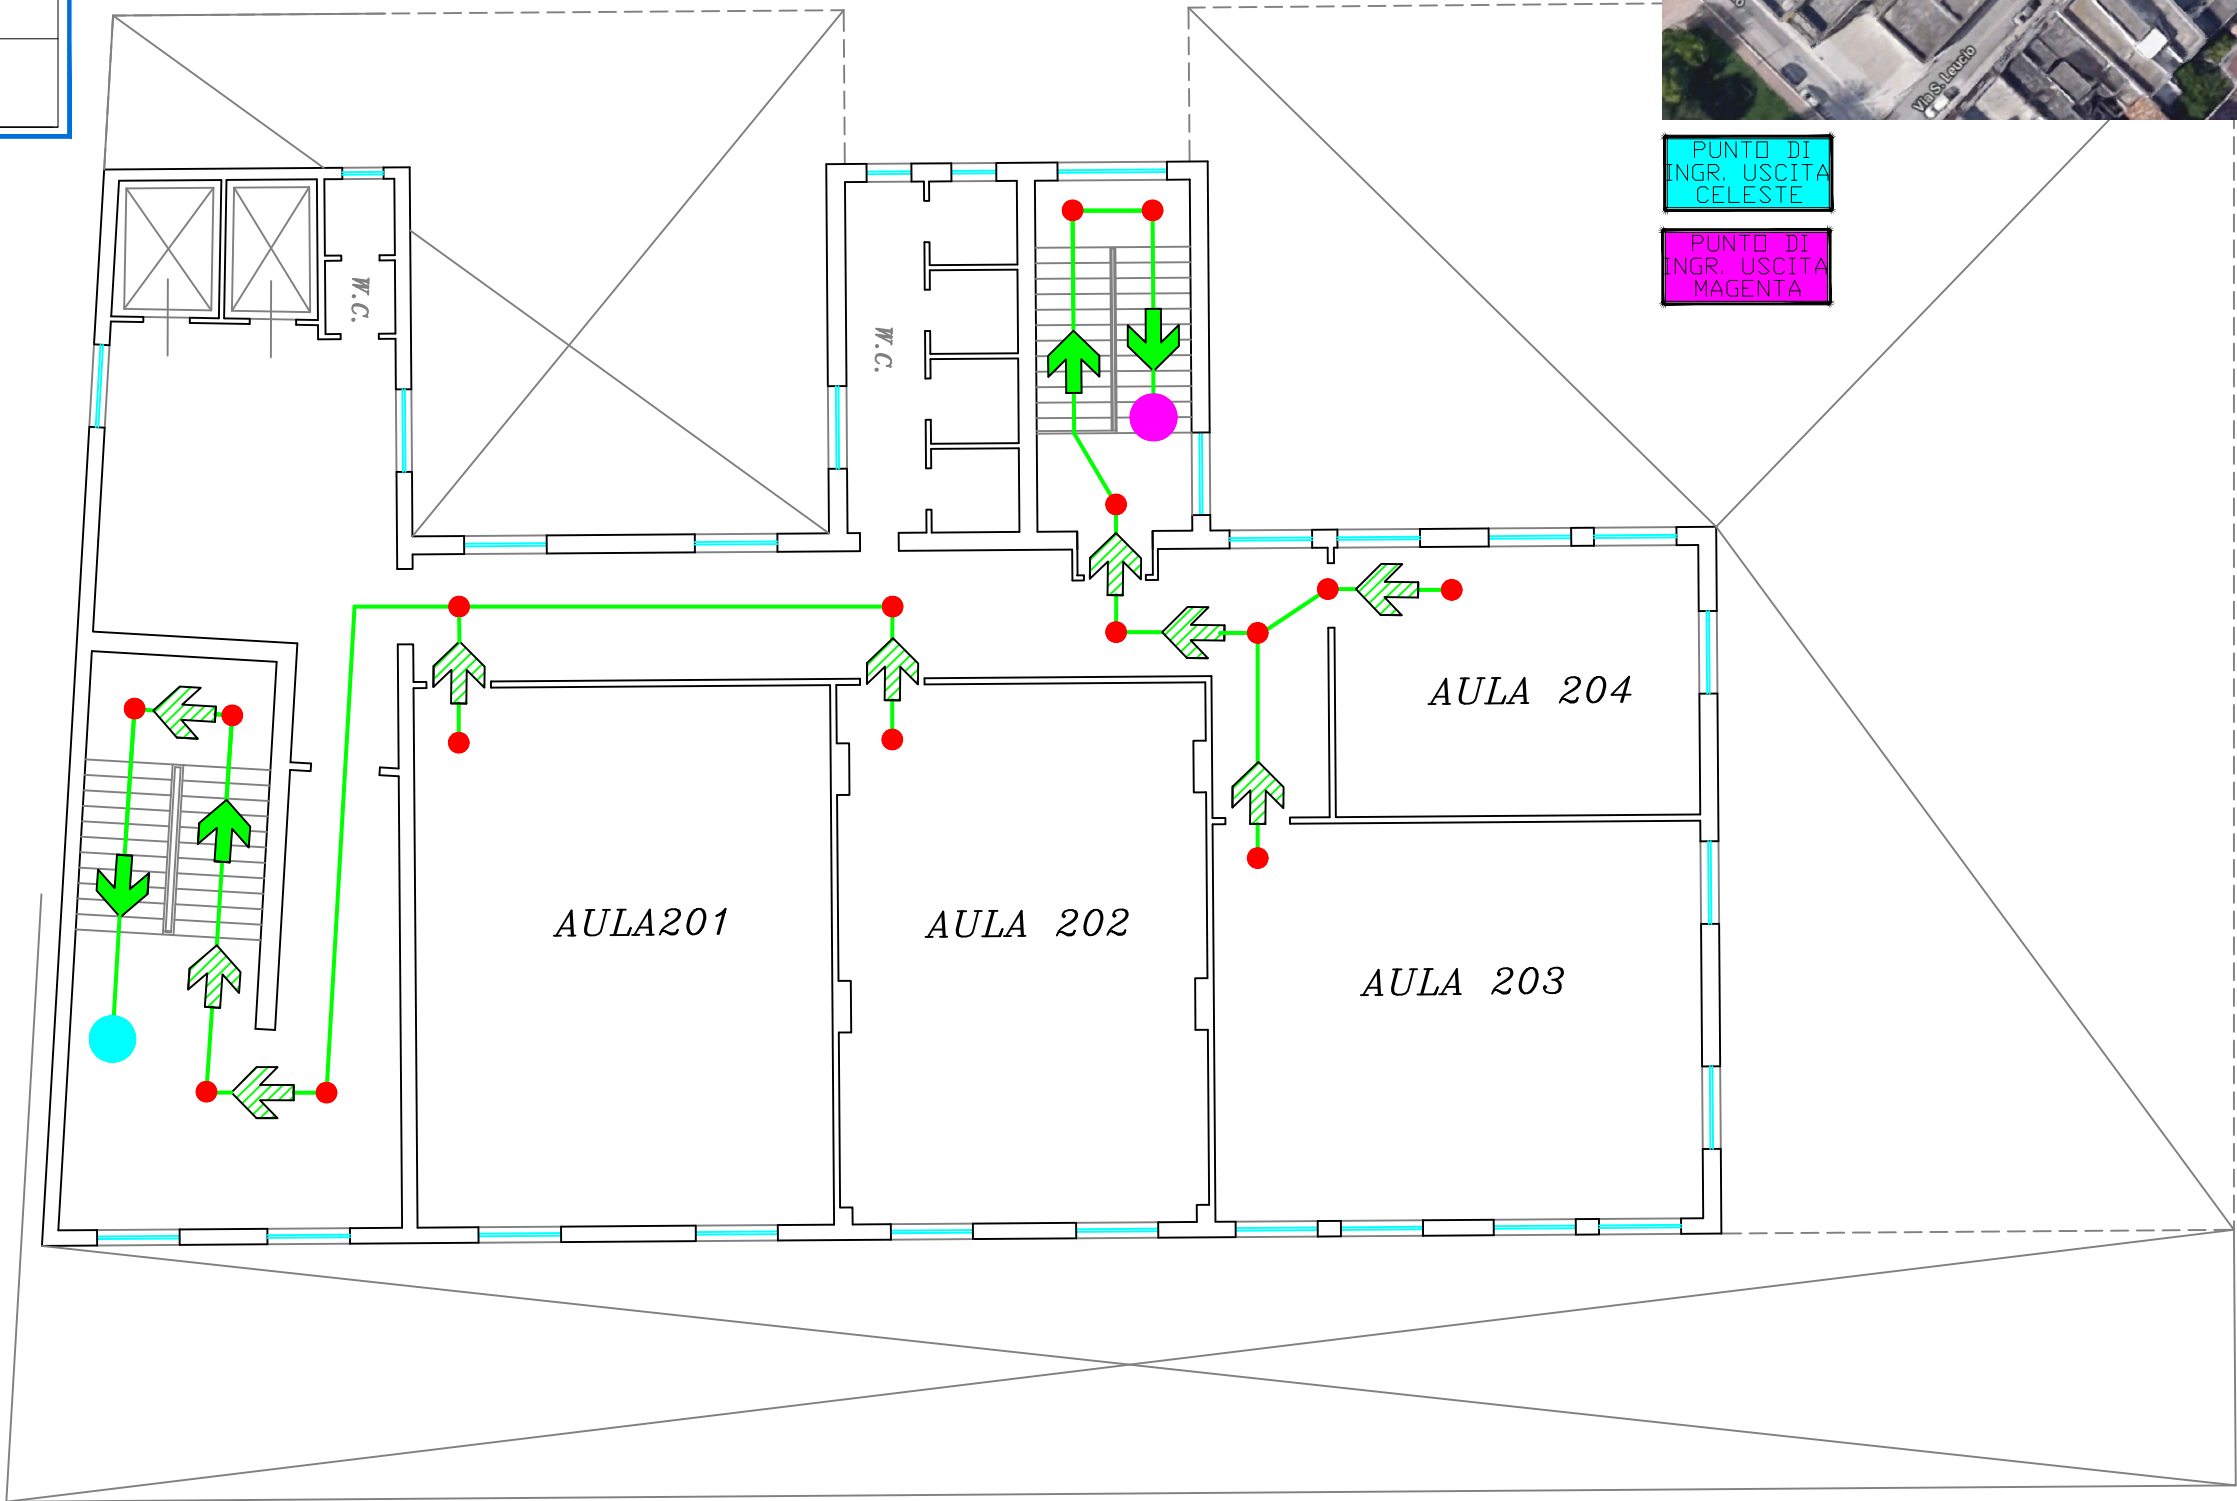 Via S. Leucio
PUNTO DI
INGR. USCITA
CELESTE
PUNTO DI
INGR. USCITA
MAGENTA
W.C.
W.C.
AULA 204
AULA201
AULA 202
AULA 203